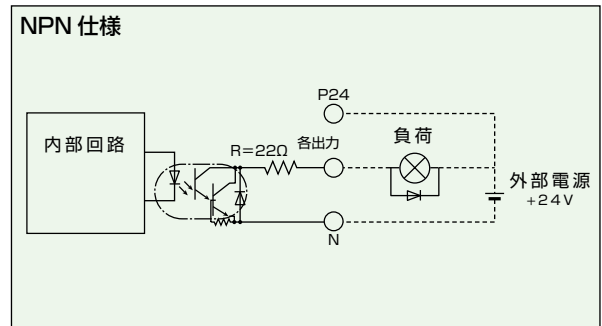 NPN 仕様
P24
内部回路
R=22Ω
各出力
負荷
外部電源
+24V
N